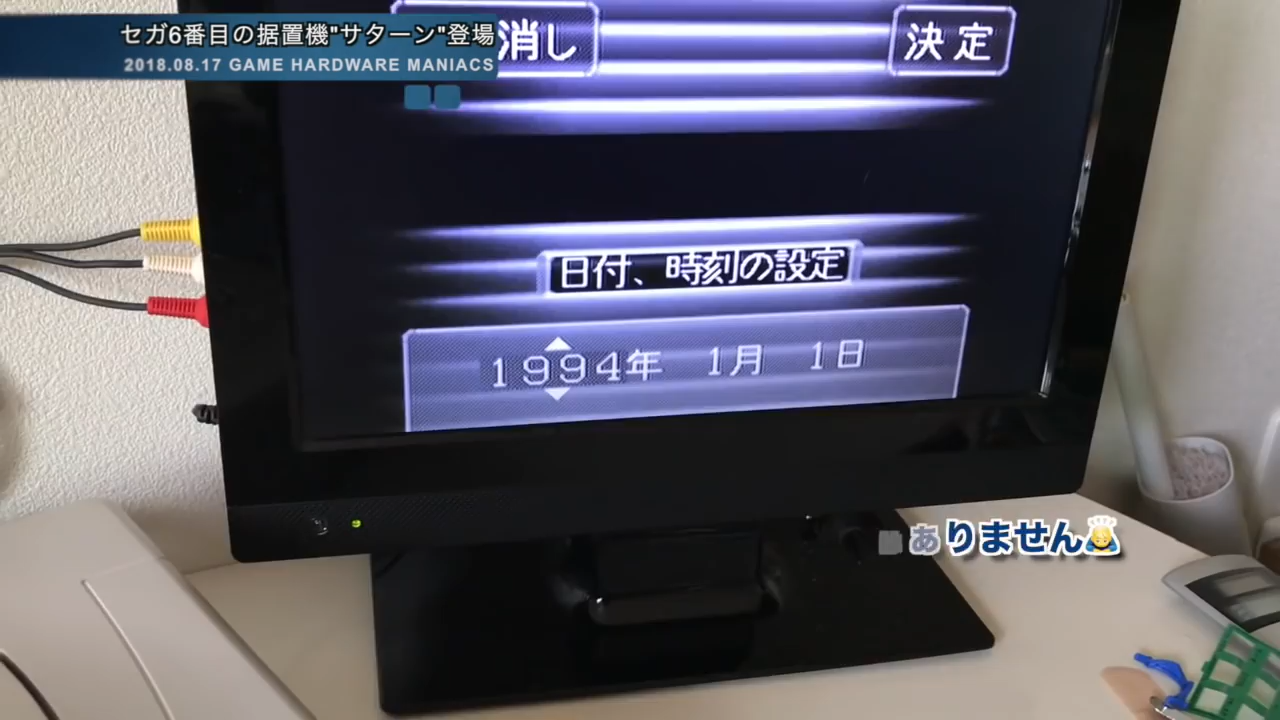 セガ6番目の据置機"サターン"登場
2018.08.17 GAME HARDWARE MANIACS
消し
決定
日付、時刻の設定
1994年 1月 1日
ありません